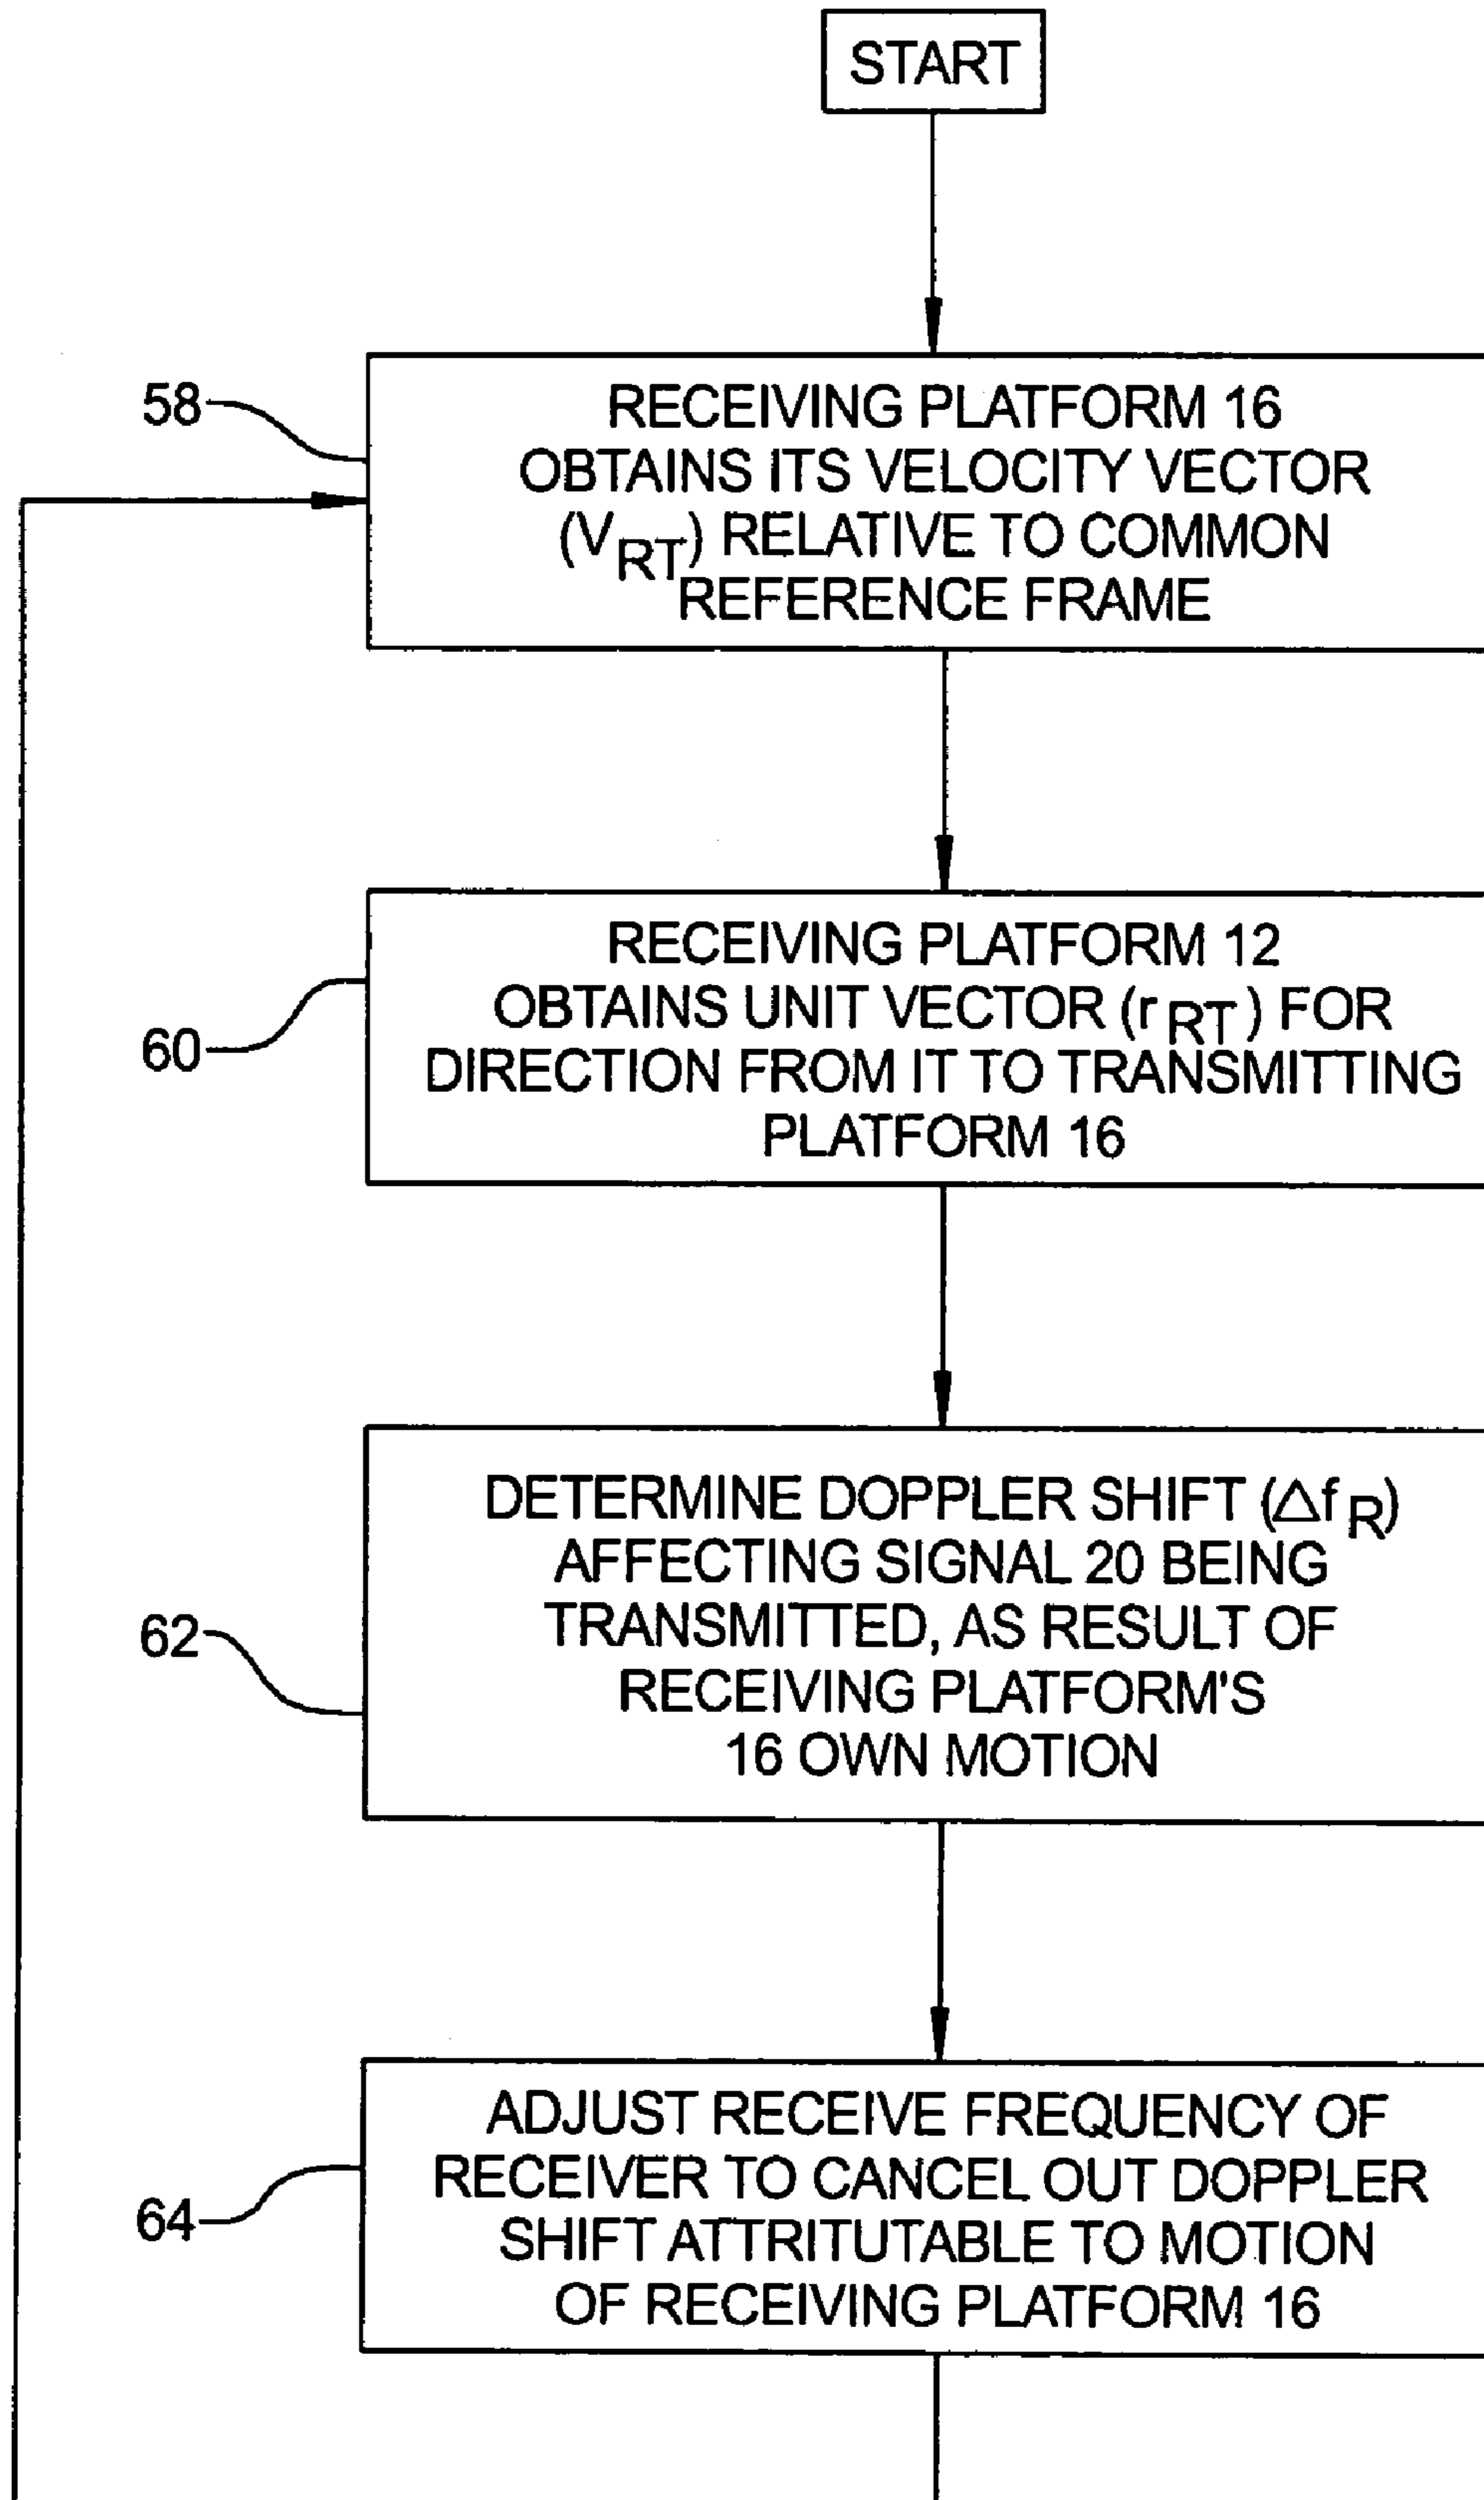 START
58
RECEIVING PLATFORM 16
OBTAINS ITS VELOCITY VECTOR
(VRT) RELATIVE TO COMMON
REFERENCE FRAME
60
RECEIVING PLATFORM 12
OBTAINS UNIT VECTOR (rRT) FOR
DIRECTION FROM IT TO TRANSMITTING
PLATFORM 16
62
DETERMINE DOPPLER SHIFT (△fR)
AFFECTING SIGNAL 20 BEING
TRANSMITTED, AS RESULT OF
RECEIVING PLATFORM'S
16 OWN MOTION
64
ADJUST RECEIVE FREQUENCY OF
RECEIVER TO CANCEL OUT DOPPLER
SHIFT ATTRITUTABLE TO MOTION
OF RECEIVING PLATFORM 16